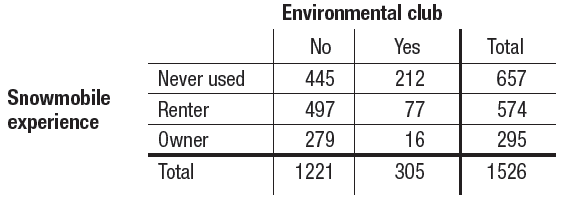 Environmental club
No Yes Total
Snowmobile experience
Never used 445 212 657
Renter 497 77 574
Owner 279 16 295
Total 1221 305 1526